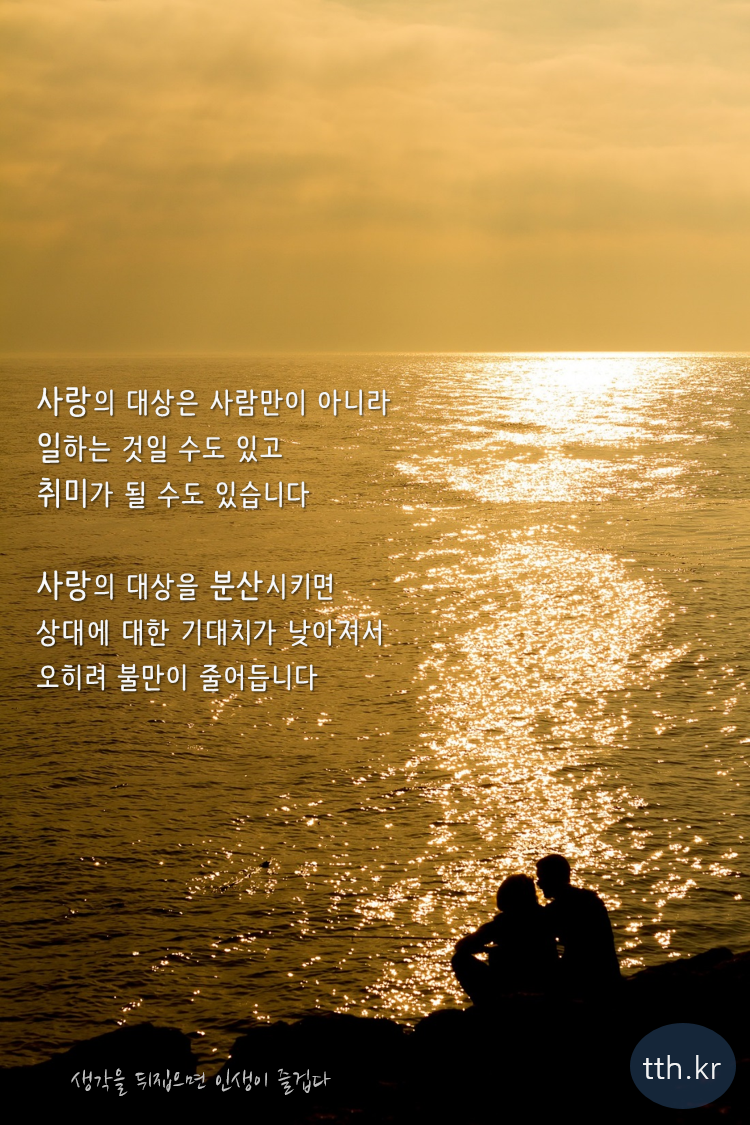 사랑의 대상은 사람만이 아니라
일하는 것일 수도 있고
취미가 될 수도 있습니다
사랑의 대상을 분산시키면
상대에 대한 기대치가 낮아져서
오히려 불만이 줄어듭니다
생각을 뒤집으면 인생이 즐겁다
tth.kr